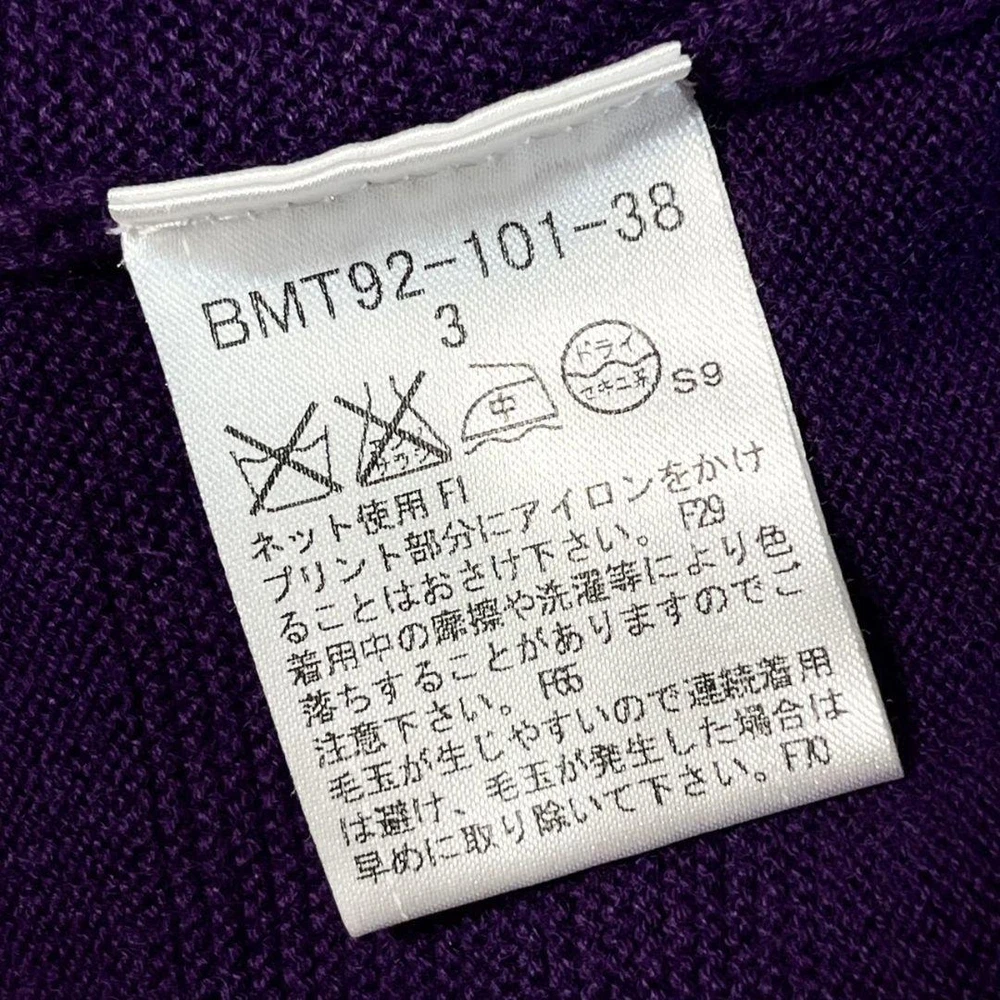 BMT92-101-38
3
中
ドライ
セキユ系
S9
ネット使用 F1
プリント部分にアイロンをかけ
ることはおさけ下さい。 F29
着用中の摩擦や洗濯等により色
落ちすることがありますのでご
注意下さい。 F65
毛玉が生じやすいので連続着用
は避け、毛玉が発生した場合は
早めに取り除いて下さい。F70